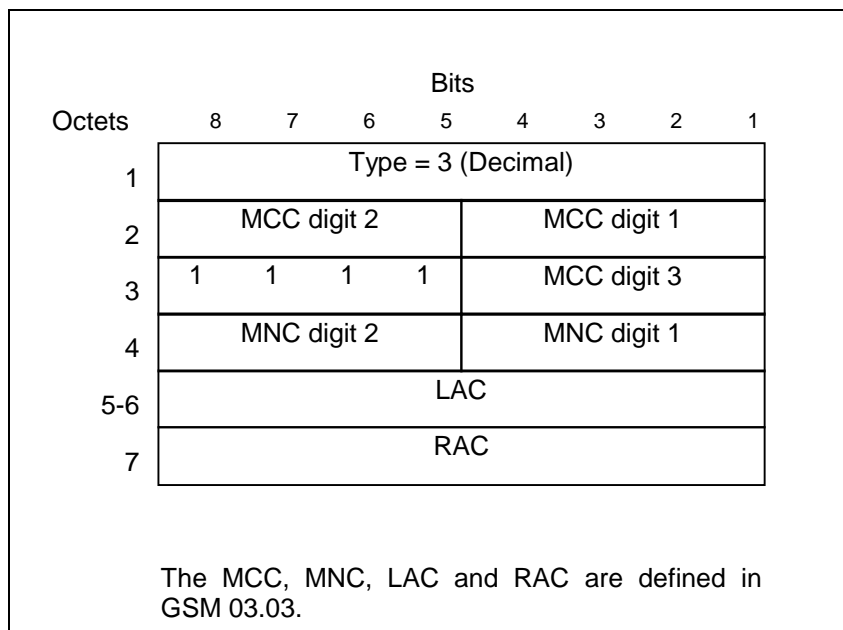 Bits
Octets 8 7 6 5 4 3 2 1
1 Type = 3 (Decimal)
2 MCC digit 2 MCC digit 1
3 1 1 1 1 MCC digit 3
4 MNC digit 2 MNC digit 1
5-6 LAC
7 RAC
The MCC, MNC, LAC and RAC are defined in
GSM 03.03.